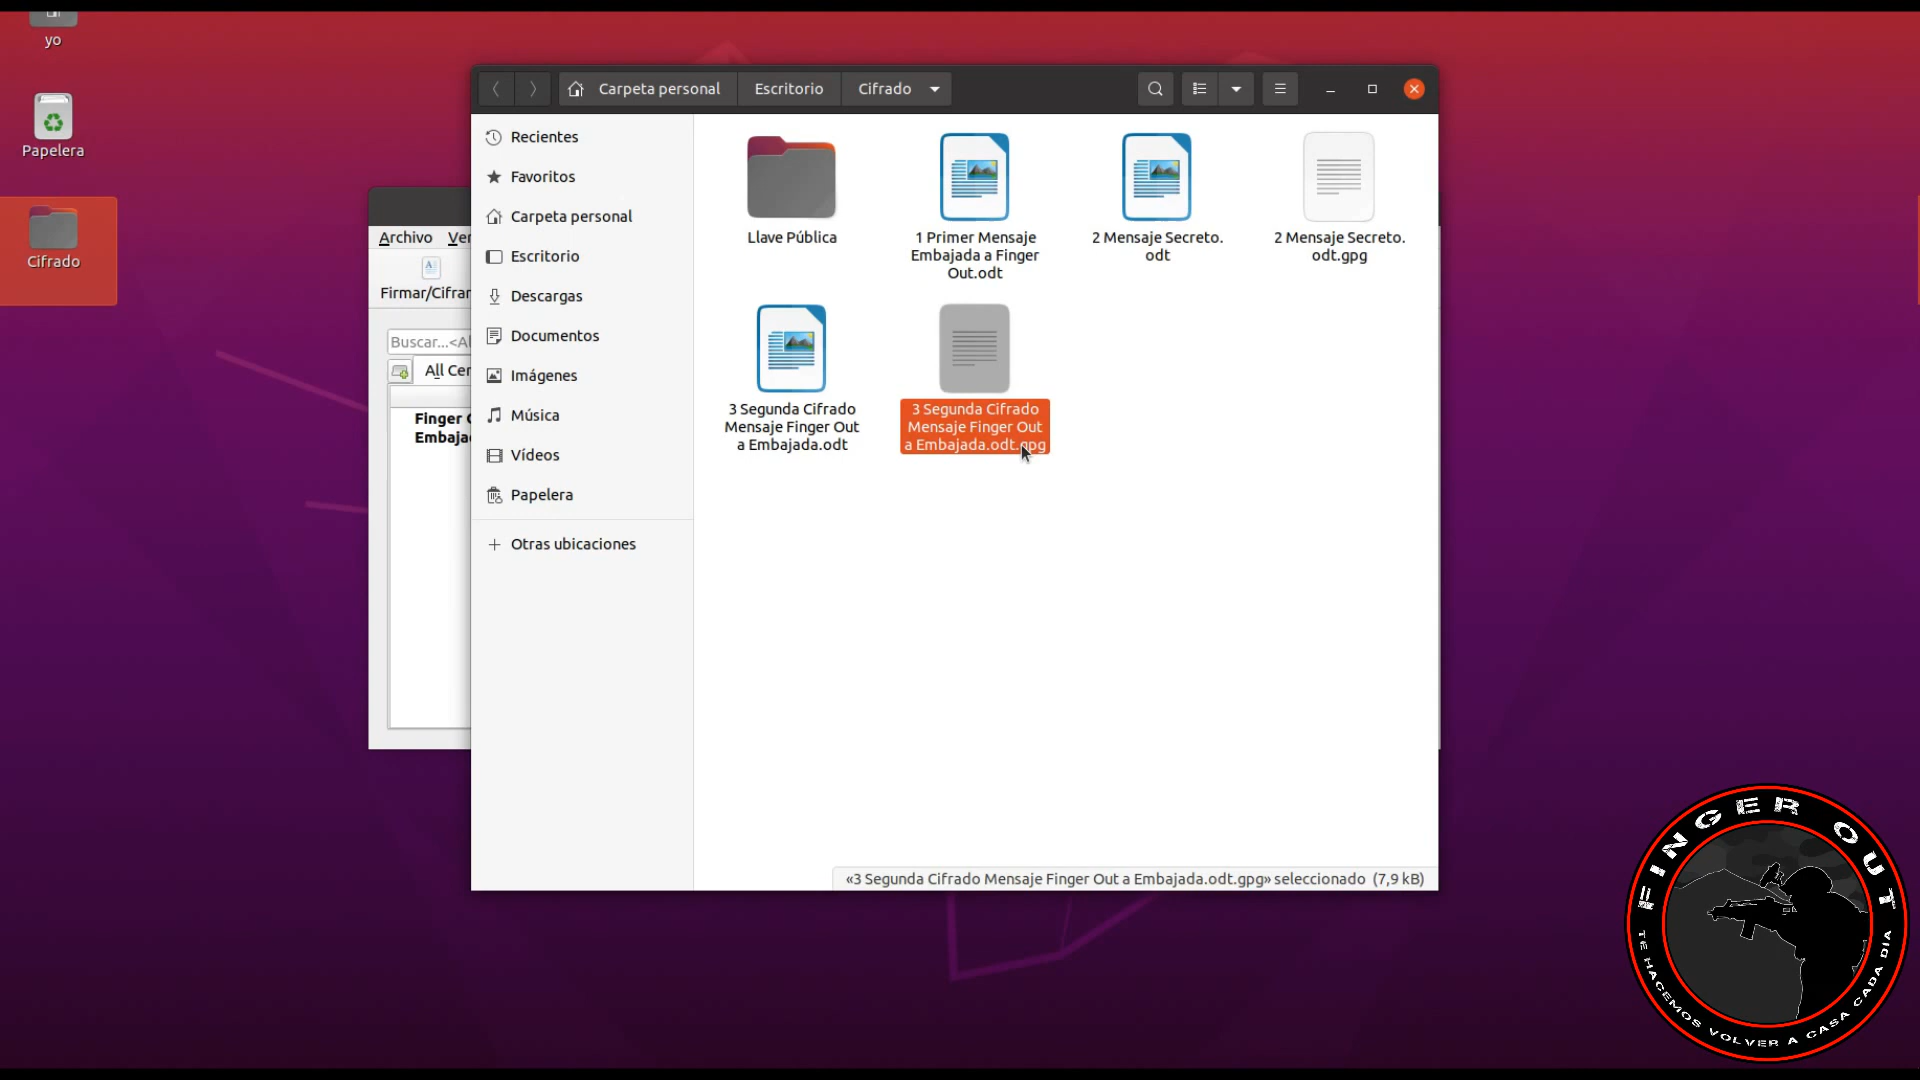 yo
Papelera
Cifrado
Carpeta personal
Escritorio
Cifrado
Recientes
Favoritos
Carpeta personal
Escritorio
Descargas
Documentos
Imágenes
Música
Vídeos
Papelera
Otras ubicaciones
Llave Pública
1 Primer Mensaje
Embajada a Finger
Out.odt
2 Mensaje Secreto.
odt
2 Mensaje Secreto.
odt.gpg
3 Segunda Cifrado
Mensaje Finger Out
a Embajada.odt
3 Segunda Cifrado
Mensaje Finger Out
a Embajada.odt.gpg
«3 Segunda Cifrado Mensaje Finger Out a Embajada.odt.gpg» seleccionado (7,9 kB)
Archivo Ver
Firmar/Cifrar
Buscar...<Al
All Cer
Finger
Embaja
FINGER OUT
TE HACEMOS VOLVER A CASA CADA DIA